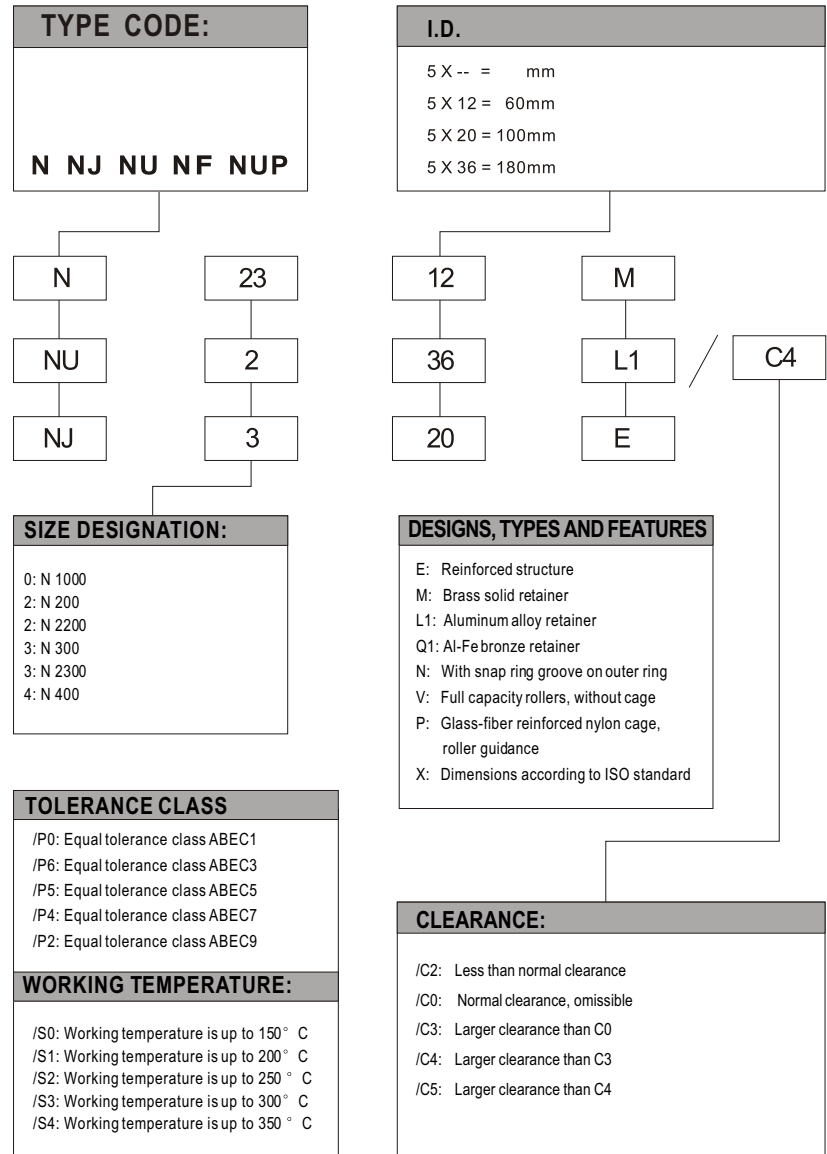 TYPE CODE:
N NJ NU NF NUP
I.D.
5 X -- = mm
5 X 12 = 60mm
5 X 20 = 100mm
5 X 36 = 180mm
N 23 12 M
NU 2 36 L1 / C4
NJ 3 20 E
SIZE DESIGNATION:
0: N 1000
2: N 200
2: N 2200
3: N 300
3: N 2300
4: N 400
DESIGNS, TYPES AND FEATURES
E: Reinforced structure
M: Brass solid retainer
L1: Aluminum alloy retainer
Q1: Al-Fe bronze retainer
N: With snap ring groove on outer ring
V: Full capacity rollers, without cage
P: Glass-fiber reinforced nylon cage,
roller guidance
X: Dimensions according to ISO standard
TOLERANCE CLASS
/P0: Equal tolerance class ABEC1
/P6: Equal tolerance class ABEC3
/P5: Equal tolerance class ABEC5
/P4: Equal tolerance class ABEC7
/P2: Equal tolerance class ABEC9
WORKING TEMPERATURE:
/S0: Working temperature is up to 150° C
/S1: Working temperature is up to 200° C
/S2: Working temperature is up to 250 ° C
/S3: Working temperature is up to 300° C
/S4: Working temperature is up to 350 ° C
CLEARANCE:
/C2: Less than normal clearance
/C0: Normal clearance, omissible
/C3: Larger clearance than C0
/C4: Larger clearance than C3
/C5: Larger clearance than C4